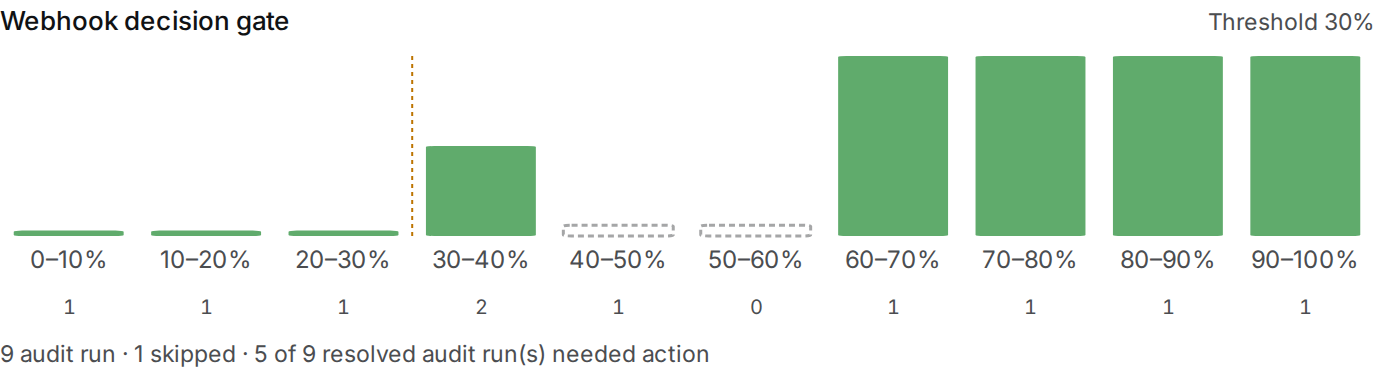 Webhook decision gate Threshold 30%
0–10% 10–20% 20–30% 30–40% 40–50% 50–60% 60–70% 70–80% 80–90% 90–100%
1 1 1 2 1 0 1 1 1 1
9 audit run · 1 skipped · 5 of 9 resolved audit run(s) needed action